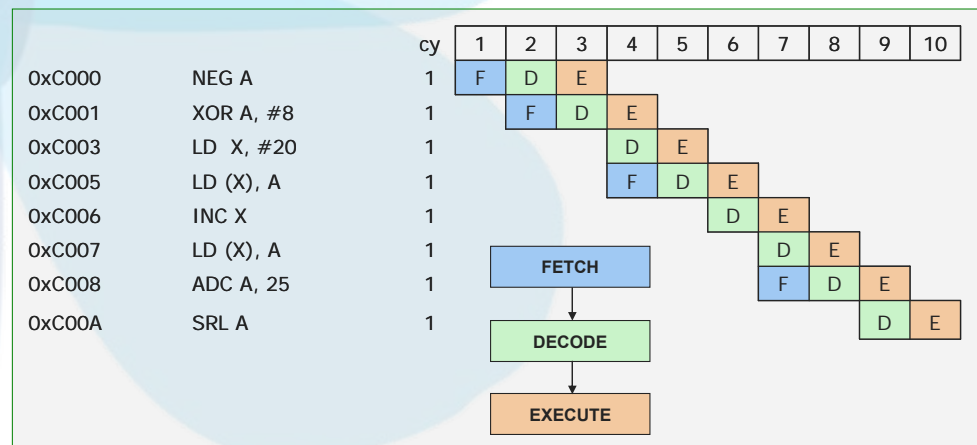 cy 1 2 3 4 5 6 7 8 9 10
0xC000 NEG A 1 F D E
0xC001 XOR A, #8 1 F D E
0xC003 LD X, #20 1 D E
0xC005 LD (X), A 1 F D E
0xC006 INC X 1 D E
0xC007 LD (X), A 1 D E
0xC008 ADC A, 25 1 F D E
0xC00A SRL A 1 D E
FETCH
DECODE
EXECUTE